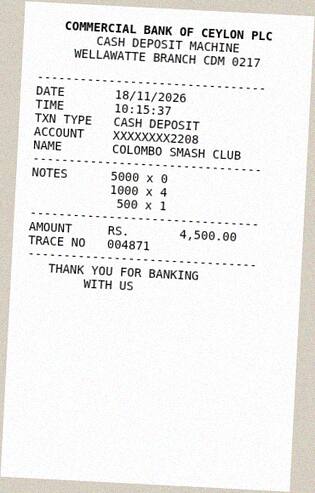 COMMERCIAL BANK OF CEYLON PLC
CASH DEPOSIT MACHINE
WELLAWATTE BRANCH CDM 0217
--------------------------------
DATE 18/11/2026
TIME 10:15:37
TXN TYPE CASH DEPOSIT
ACCOUNT XXXXXXXX2208
NAME COLOMBO SMASH CLUB
--------------------------------
NOTES 5000 x 0
1000 x 4
500 x 1
--------------------------------
AMOUNT RS. 4,500.00
TRACE NO 004871
--------------------------------
THANK YOU FOR BANKING
WITH US